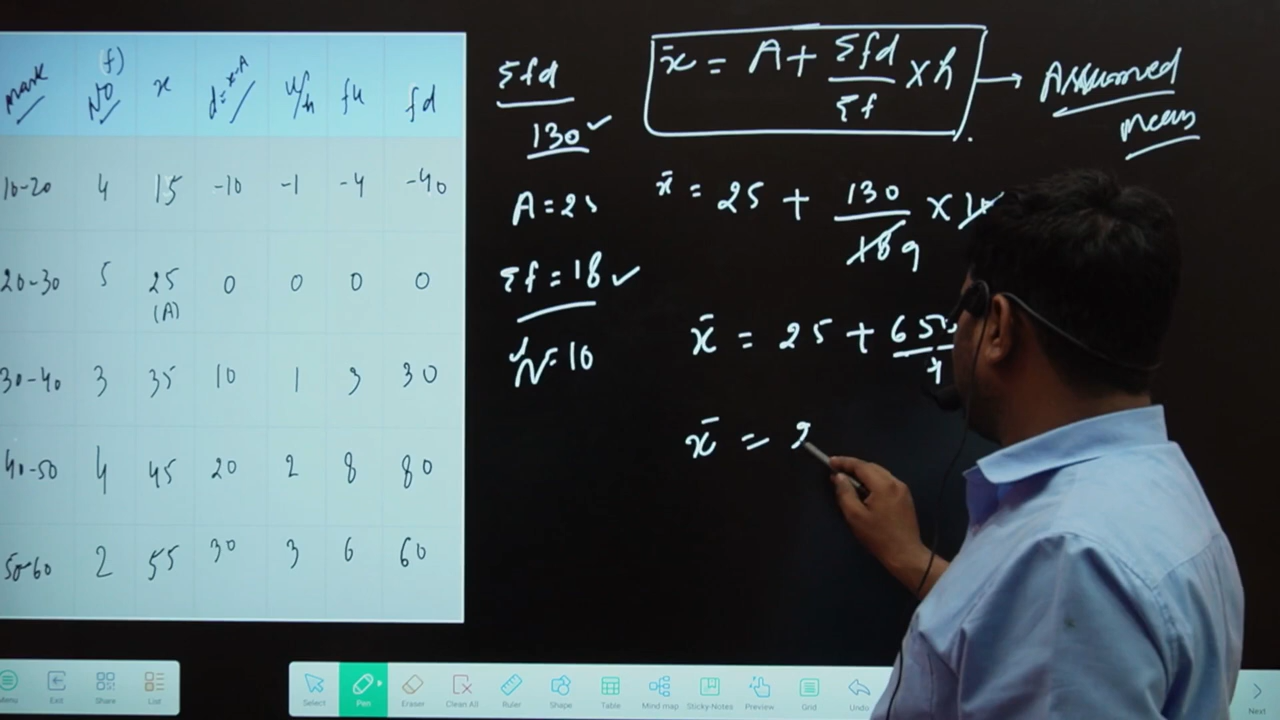 mark NO f) x d=x-A u/h fu fd
10-20 4 15 -10 -1 -4 -40
20-30 5 25 (A) 0 0 0 0
30-40 3 35 10 1 3 30
40-50 4 45 20 2 8 80
50-60 2 55 30 3 6 60
Σfd
130 ✓
A=25
Σf=18 ✓
N=10
x̄ = A+ Σfd/Σf ×h → Assumed
mean
x̄ = 25 + 130/18 9 ×10
x̄ = 25 + 650
x̄ =
Menu Exit Share List
Select Pen Eraser Clean All Ruler Shape Table Mind map Sticky-Notes Preview Grid Undo Next